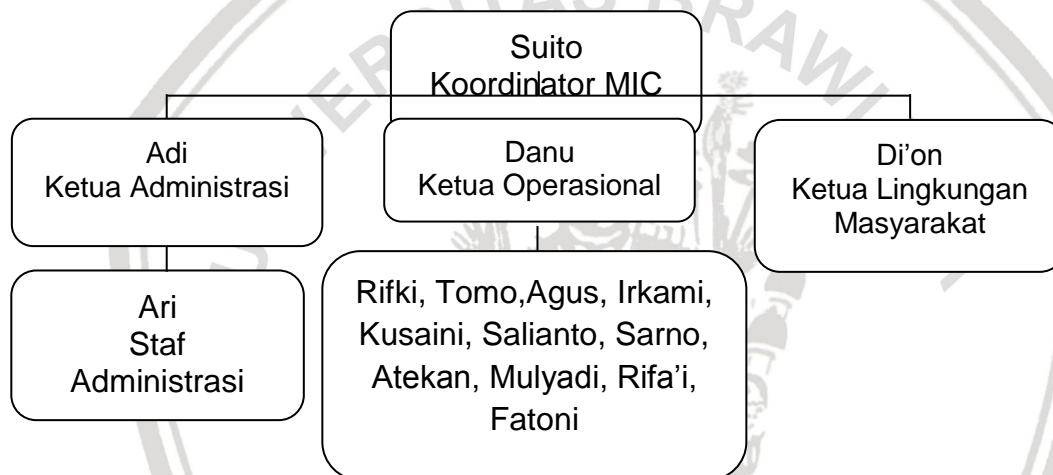 Suito
Koordinator MIC
Adi
Ketua Administrasi
Danu
Ketua Operasional
Di'on
Ketua Lingkungan
Masyarakat
Ari
Staf
Administrasi
Rifki, Tomo,Agus, Irkami,
Kusaini, Salianto, Sarno,
Atekan, Mulyadi, Rifa'i,
Fatoni